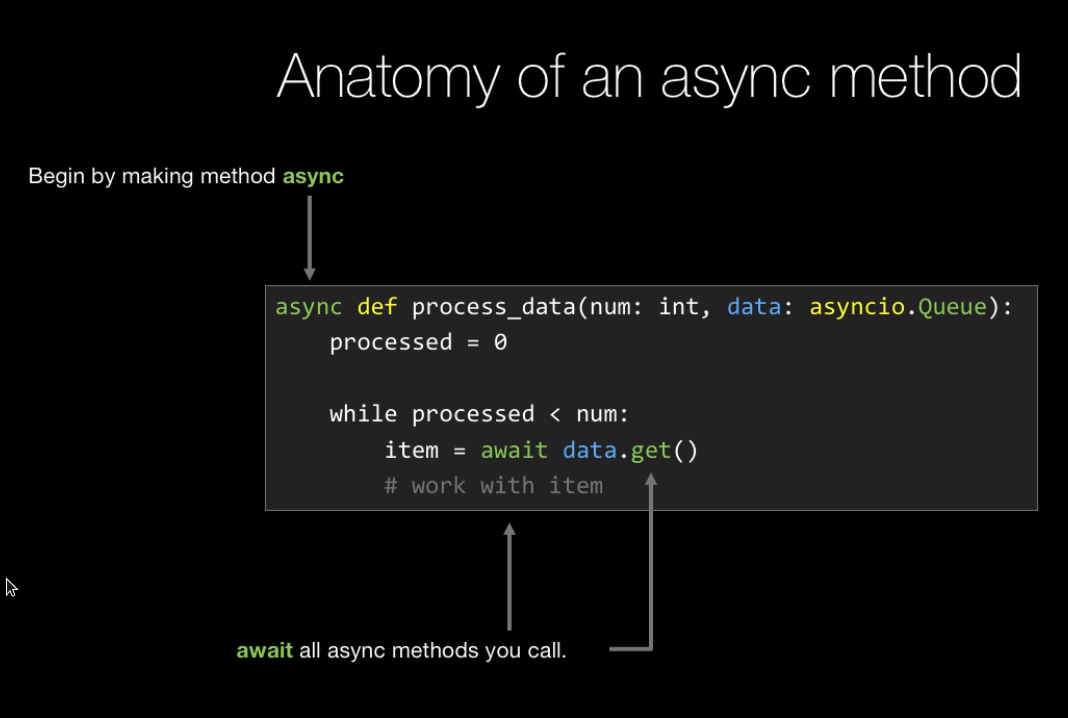 Anatomy of an async method
Begin by making method async
async def process_data(num: int, data: asyncio.Queue):
    processed = 0
    while processed < num:
        item = await data.get()
        # work with item
await all async methods you call.